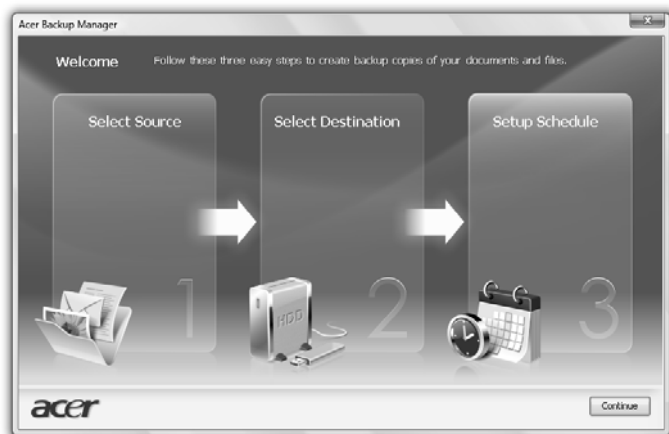 Acer Backup Manager
Welcome
Follow these three easy steps to create backup copies of your documents and files.
Select Source
Select Destination
Setup Schedule
HDD
1
2
3
acer
Continue